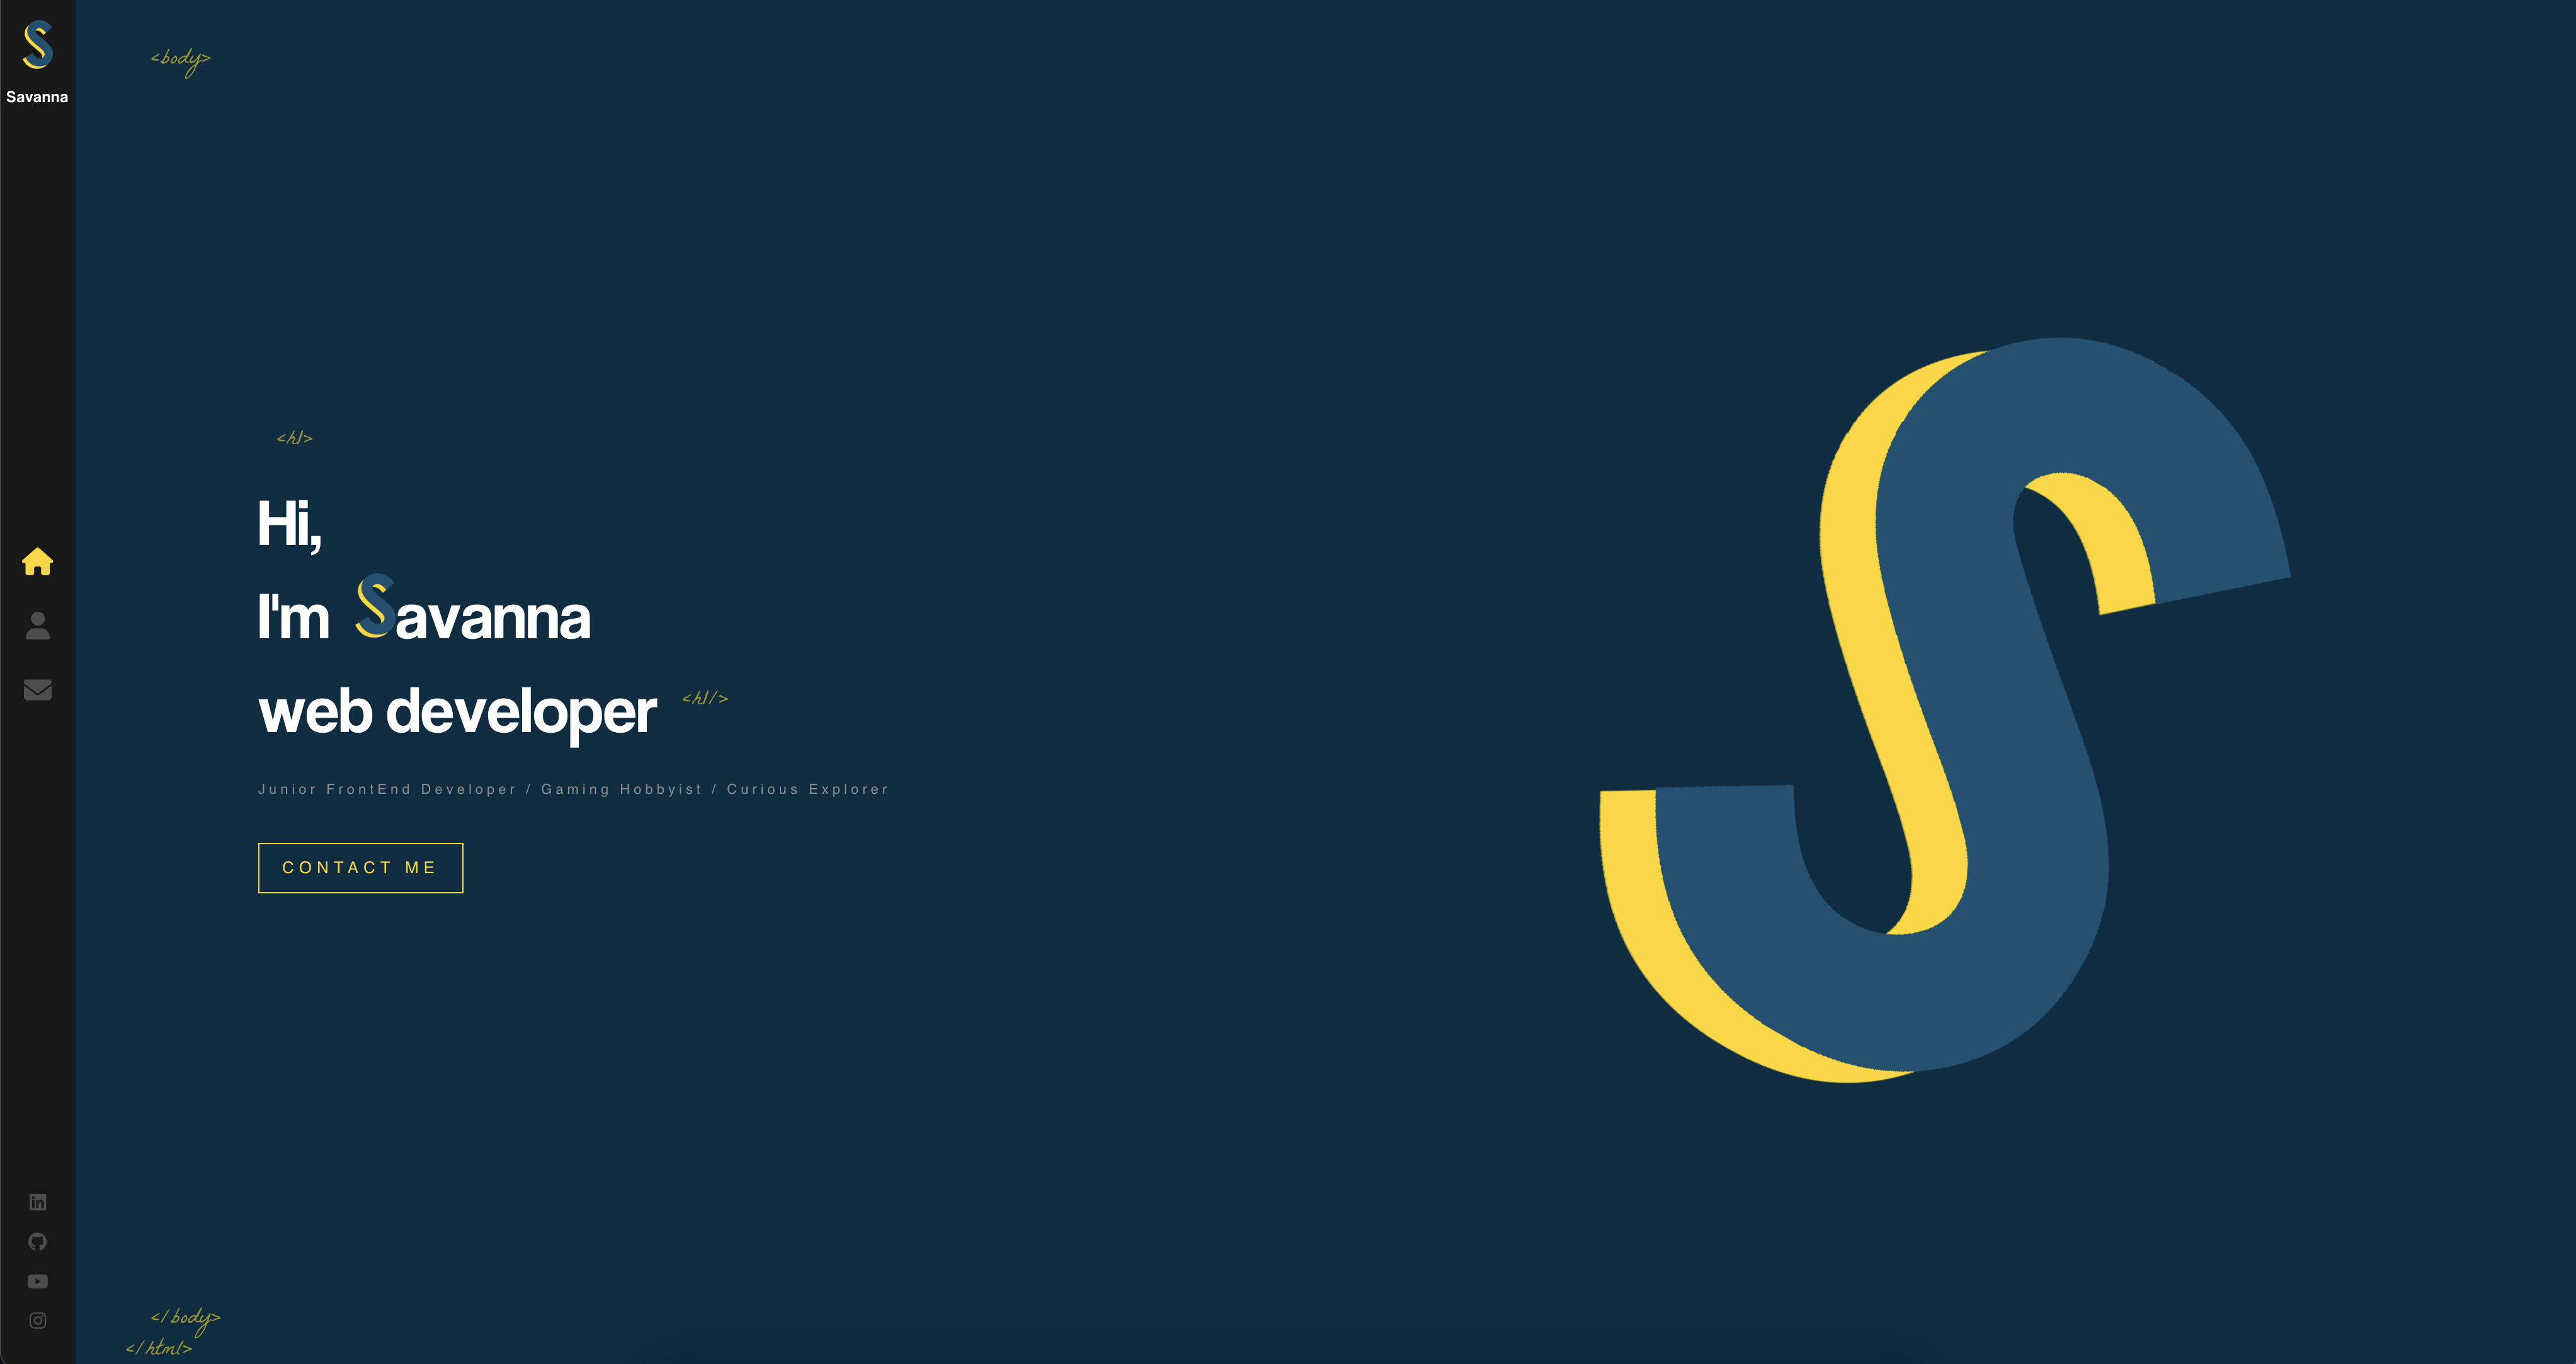 Savanna
<body>
<h1>
Hi,
I'm Savanna
web developer <h1/>
Junior FrontEnd Developer / Gaming Hobbyist / Curious Explorer
CONTACT ME
S
</body>
</html>